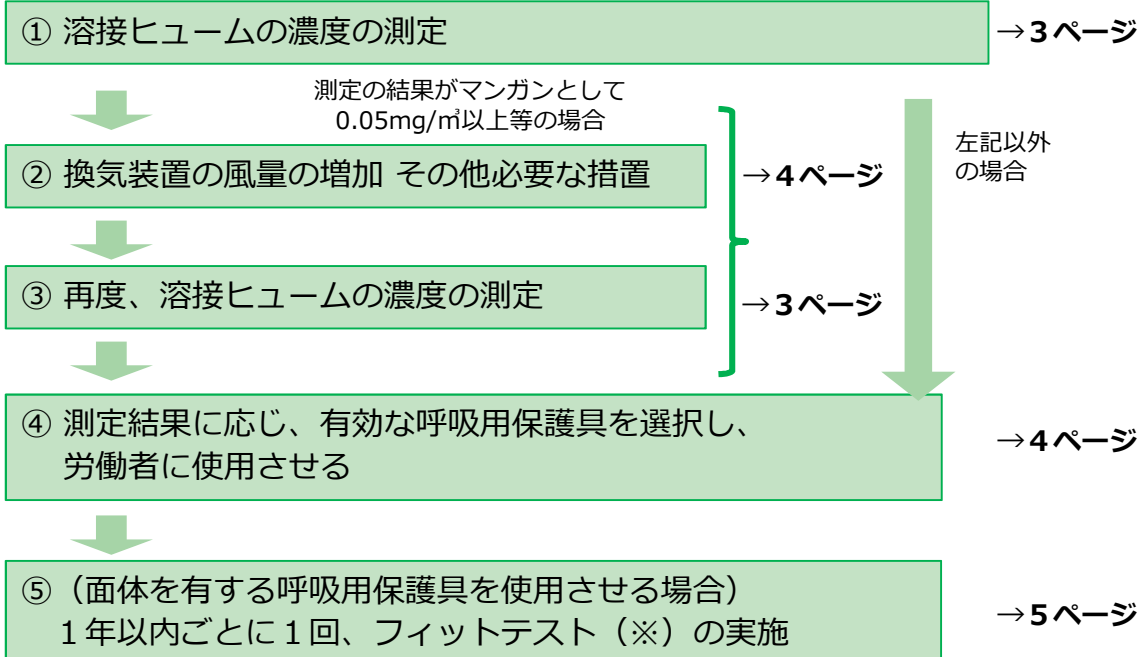 ① 溶接ヒュームの濃度の測定
→3ページ
測定の結果がマンガンとして
0.05mg/㎥以上等の場合
左記以外
の場合
② 換気装置の風量の増加 その他必要な措置
→4ページ
③ 再度、溶接ヒュームの濃度の測定
→3ページ
④ 測定結果に応じ、有効な呼吸用保護具を選択し、
労働者に使用させる
→4ページ
⑤（面体を有する呼吸用保護具を使用させる場合）
１年以内ごとに１回、フィットテスト（※）の実施
→5ページ